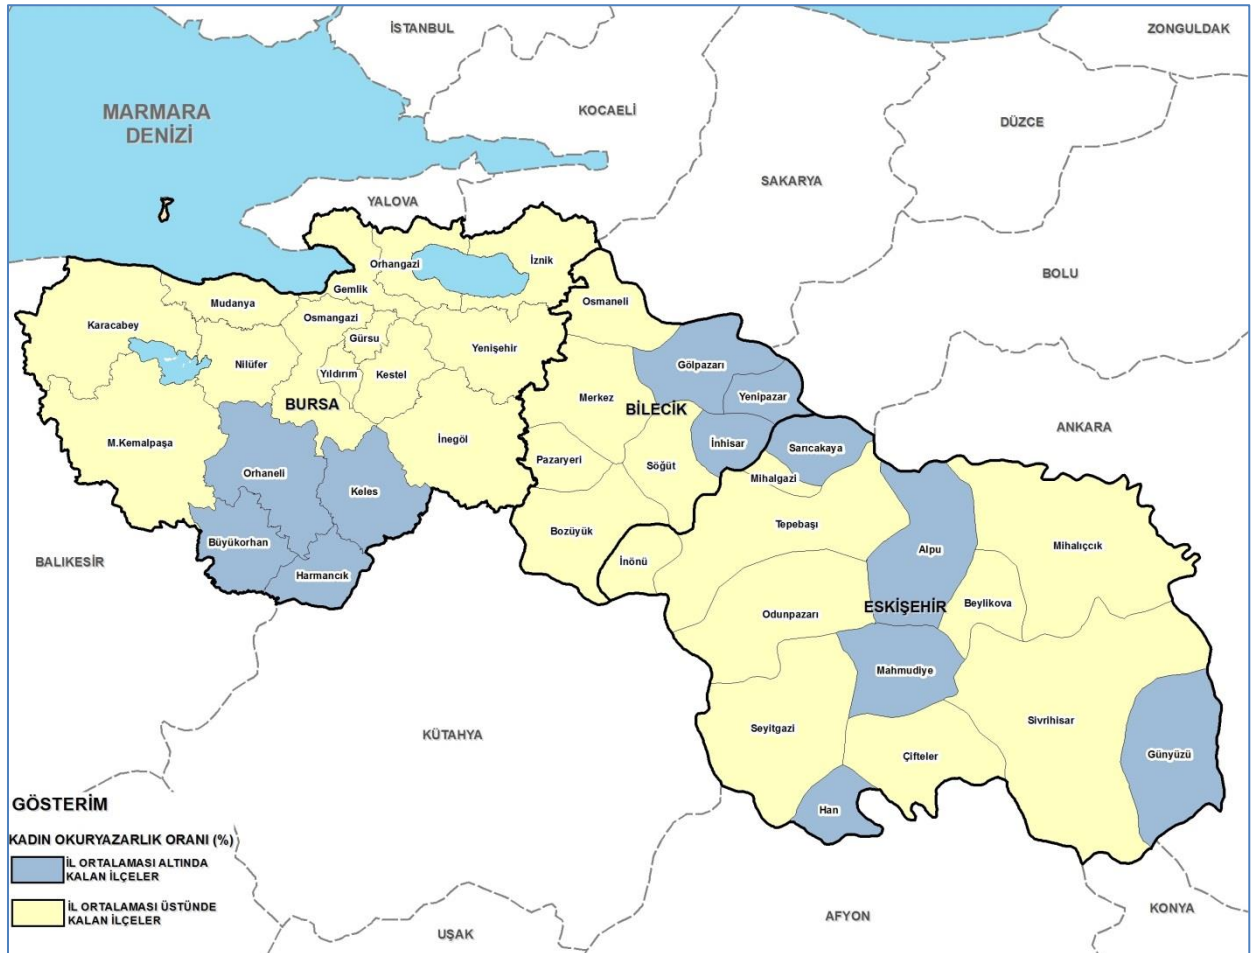 İSTANBUL
ZONGULDAK
MARMARA
DENİZİ
KOCAELİ
DÜZCE
SAKARYA
YALOVA
BOLU
Orhangazi
İznik
Gemlik
Osmaneli
Mudanya
Osmangazi
Karacabey
Gürsu
Yenişehir
Nilüfer
Yıldırım
Kestel
Gölpazarı
Merkez
Yenipazar
BURSA
BİLECİK
ANKARA
M.Kemalpaşa
İnegöl
İnhisar
Sarıcakaya
Pazaryeri
Söğüt
Orhaneli
Keles
Mihalgazi
Tepebaşı
Bozüyük
Büyükorhan
Alpu
Mihalıçcık
BALIKESİR
İnönü
Harmancık
Beylikova
ESKİŞEHİR
Odunpazarı
Mahmudiye
Sivrihisar
Seyitgazi
KÜTAHYA
Çifteler
Günyüzü
Han
GÖSTERİM
KADIN OKURYAZARLIK ORANI (%)
İL ORTALAMASI ALTINDA
KALAN İLÇELER
İL ORTALAMASI ÜSTÜNDE
KALAN İLÇELER
UŞAK
AFYON
KONYA